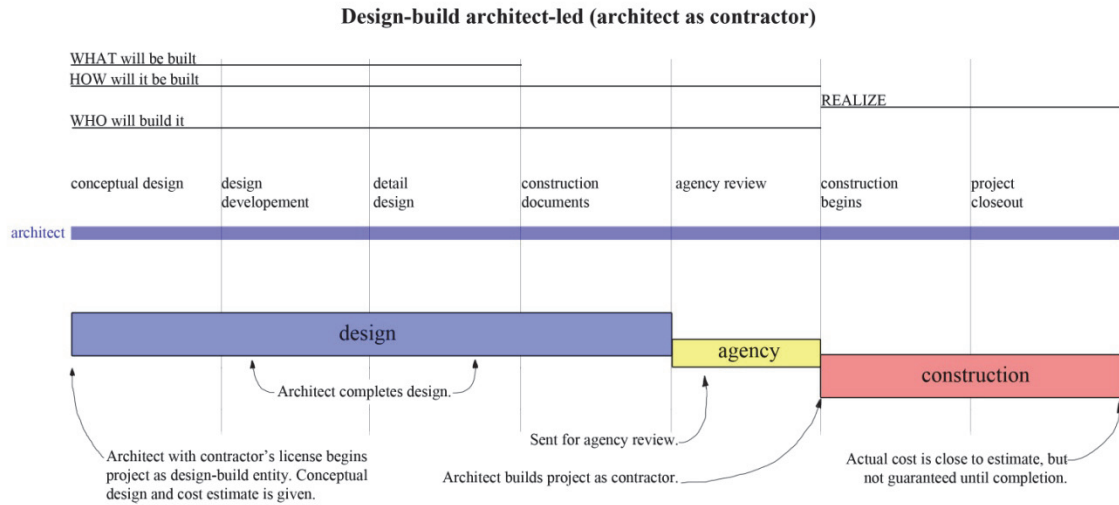 Design-build architect-led (architect as contractor)
WHAT will be built
HOW will it be built
REALIZE
WHO will build it
conceptual design
design
developement
detail
design
construction
documents
agency review
construction
begins
project
closeout
architect
design
agency
construction
Architect completes design.
Sent for agency review.
Architect with contractor's license begins
project as design-build entity. Conceptual
design and cost estimate is given.
Architect builds project as contractor.
Actual cost is close to estimate, but
not guaranteed until completion.